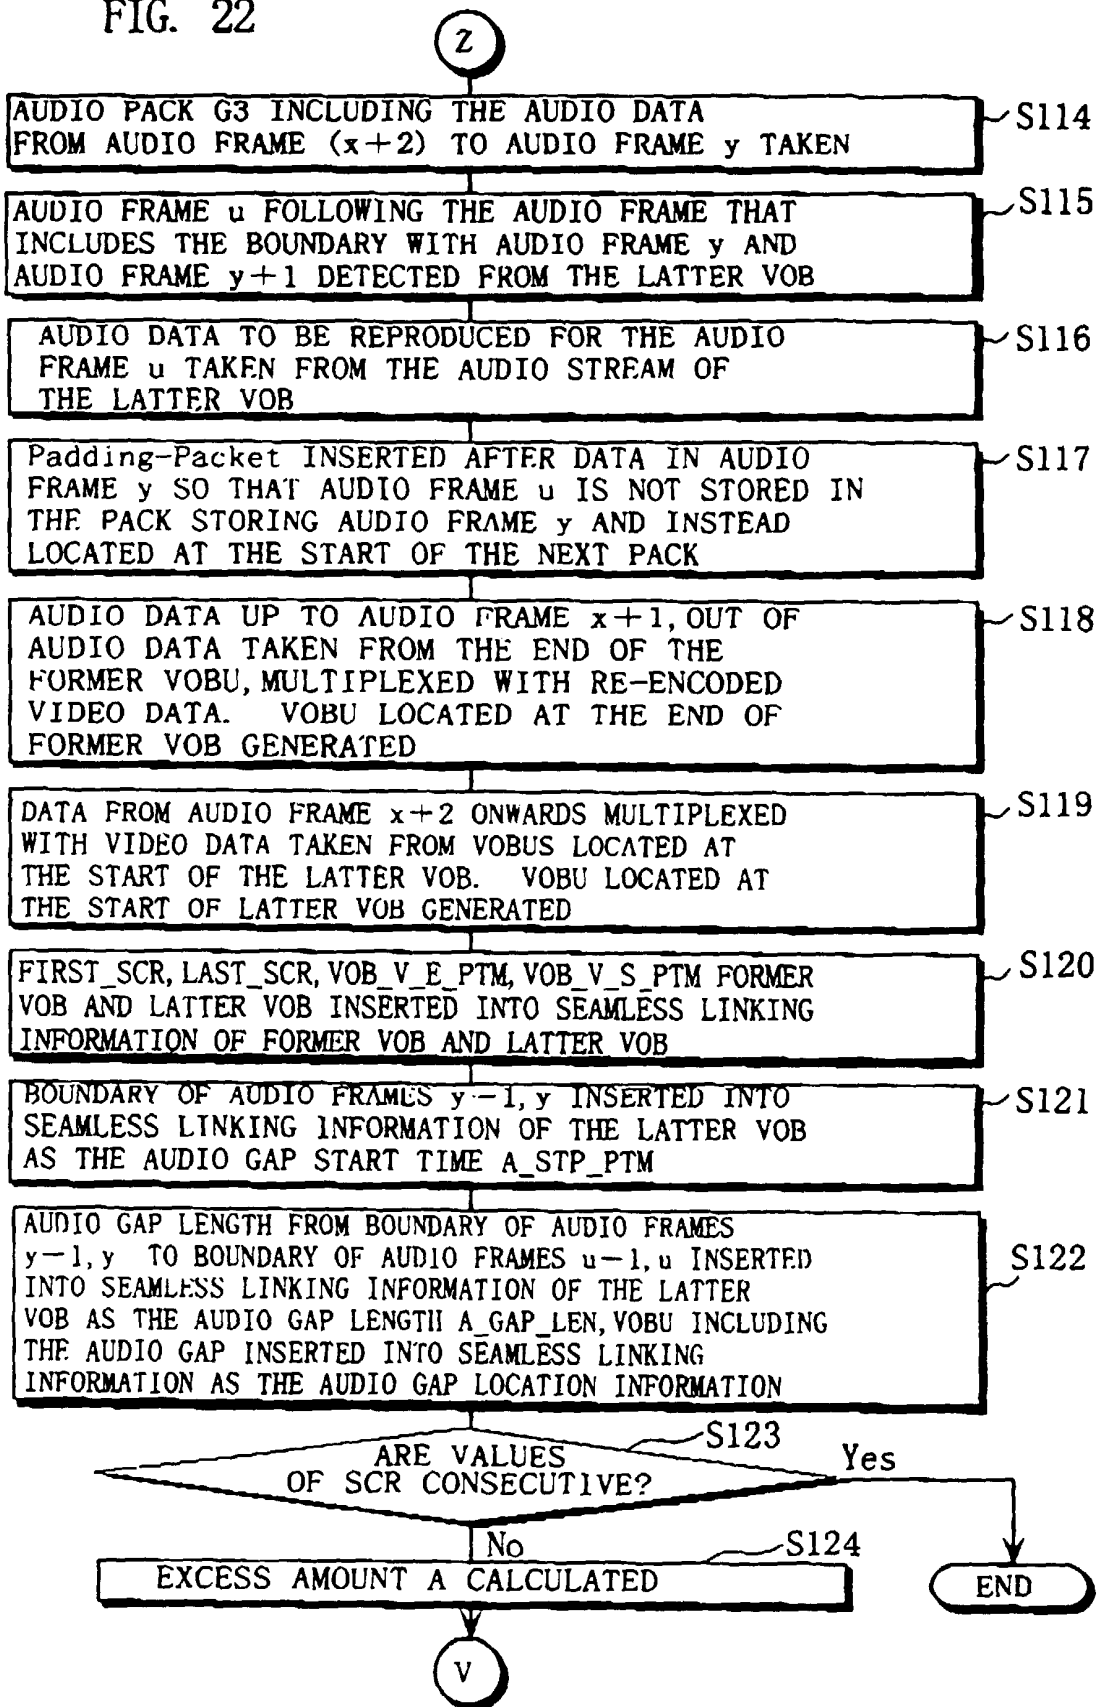 FIG. 22
Z
AUDIO PACK G3 INCLUDING THE AUDIO DATA
FROM AUDIO FRAME (x+2) TO AUDIO FRAME y TAKEN
S114
AUDIO FRAME u FOLLOWING THE AUDIO FRAME THAT
INCLUDES THE BOUNDARY WITH AUDIO FRAME y AND
AUDIO FRAME y+1 DETECTED FROM THE LATTER VOB
S115
AUDIO DATA TO BE REPRODUCED FOR THE AUDIO
FRAME u TAKEN FROM THE AUDIO STREAM OF
THE LATTER VOB
S116
Padding-Packet INSERTED AFTER DATA IN AUDIO
FRAME y SO THAT AUDIO FRAME u IS NOT STORED IN
THE PACK STORING AUDIO FRAME y AND INSTEAD
LOCATED AT THE START OF THE NEXT PACK
S117
AUDIO DATA UP TO AUDIO FRAME x+1, OUT OF
AUDIO DATA TAKEN FROM THE END OF THE
FORMER VOBU, MULTIPLEXED WITH RE-ENCODED
VIDEO DATA. VOBU LOCATED AT THE END OF
FORMER VOB GENERATED
S118
DATA FROM AUDIO FRAME x+2 ONWARDS MULTIPLEXED
WITH VIDEO DATA TAKEN FROM VOBUS LOCATED AT
THE START OF THE LATTER VOB. VOBU LOCATED AT
THE START OF LATTER VOB GENERATED
S119
FIRST_SCR, LAST_SCR, VOB_V_E_PTM, VOB_V_S_PTM FORMER
VOB AND LATTER VOB INSERTED INTO SEAMLESS LINKING
INFORMATION OF FORMER VOB AND LATTER VOB
S120
BOUNDARY OF AUDIO FRAMES y-1, y INSERTED INTO
SEAMLESS LINKING INFORMATION OF THE LATTER VOB
AS THE AUDIO GAP START TIME A_STP_PTM
S121
AUDIO GAP LENGTH FROM BOUNDARY OF AUDIO FRAMES
y-1, y TO BOUNDARY OF AUDIO FRAMES u-1, u INSERTED
INTO SEAMLESS LINKING INFORMATION OF THE LATTER
VOB AS THE AUDIO GAP LENGTH A_GAP_LEN, VOBU INCLUDING
THE AUDIO GAP INSERTED INTO SEAMLESS LINKING
INFORMATION AS THE AUDIO GAP LOCATION INFORMATION
S122
ARE VALUES
OF SCR CONSECUTIVE?
S123
Yes
No
EXCESS AMOUNT A CALCULATED
S124
END
V